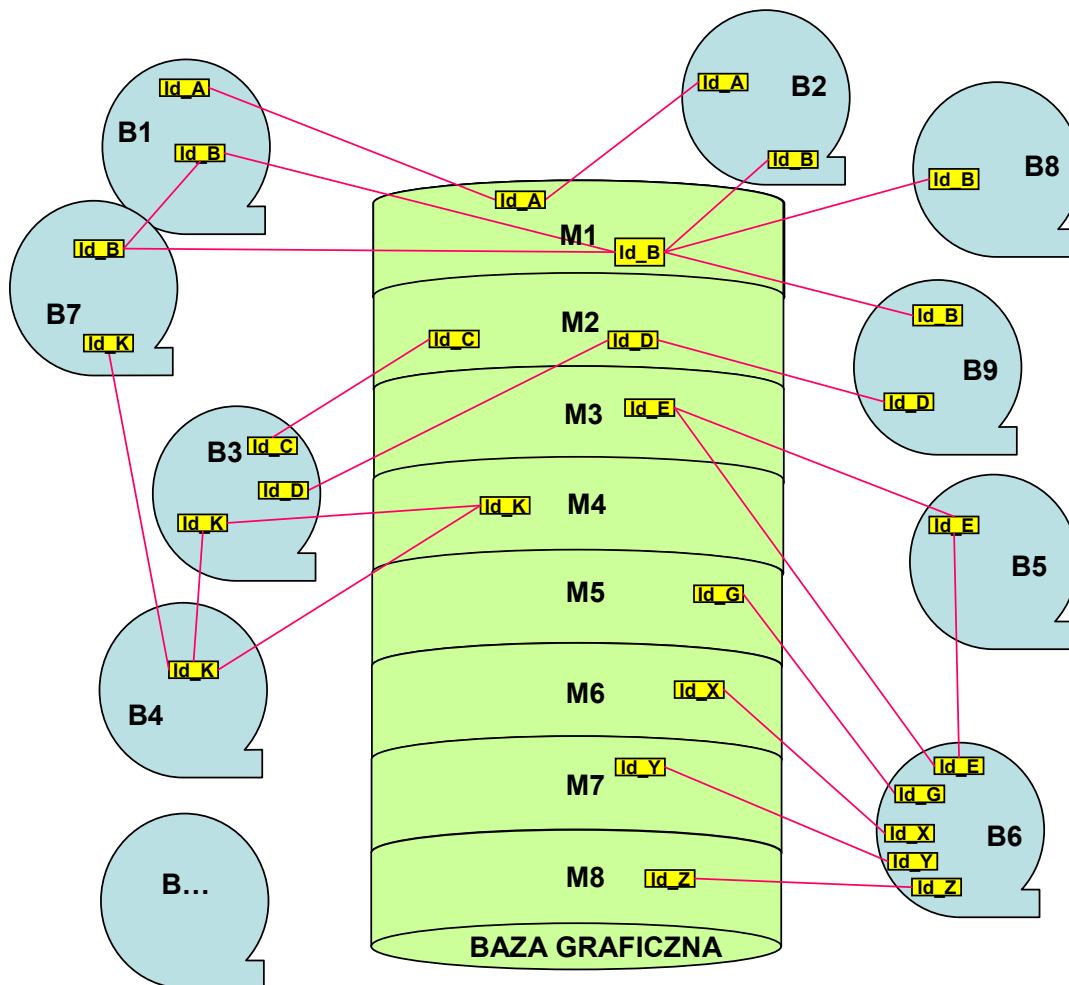 Id_A
B1
Id_B
Id_A
B2
Id_B
Id_B
B8
Id_A
M1
Id_B
Id_B
B7
Id_K
Id_B
B9
Id_D
Id_C
M2
Id_D
Id_E
M3
B3
Id_C
Id_D
Id_K
Id_K
M4
Id_E
B5
M5
Id_G
Id_K
B4
M6
Id_X
Id_Y
M7
Id_E
Id_G
Id_X
B6
Id_Y
Id_Z
M8
Id_Z
B...
BAZA GRAFICZNA